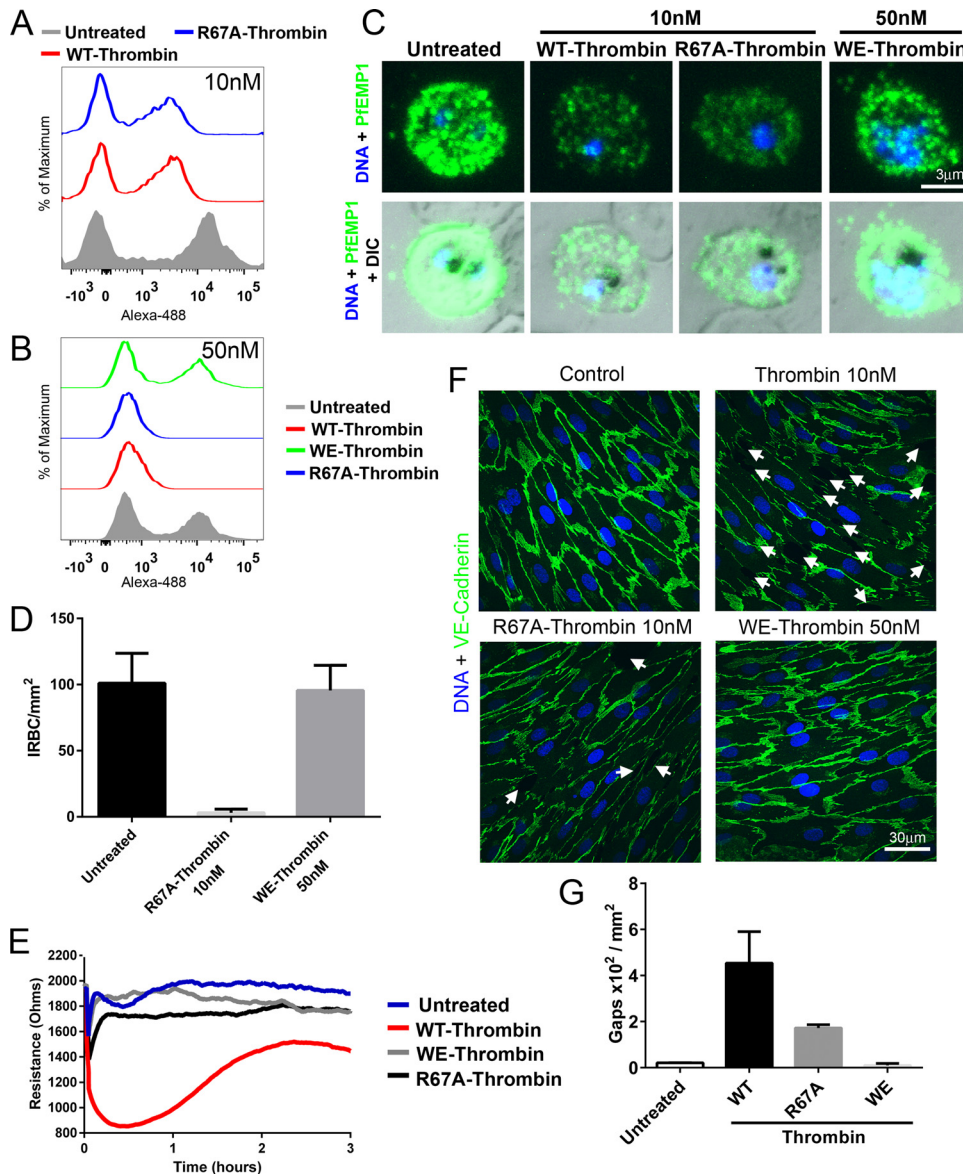 A
Untreated
R67A-Thrombin
WT-Thrombin
10nM
% of Maximum
-10³ 0 10³ 10⁴ 10⁵
Alexa-488
B
50nM
% of Maximum
-10³ 0 10³ 10⁴ 10⁵
Alexa-488
Untreated
WT-Thrombin
WE-Thrombin
R67A-Thrombin
C
10nM
50nM
Untreated
WT-Thrombin
R67A-Thrombin
WE-Thrombin
DNA + PfEMP1
3µm
DNA + PfEMP1
+ DIC
D
IRBC/mm²
150
100
50
0
Untreated
R67A-Thrombin
10nM
WE-Thrombin
50nM
E
Resistance (Ohms)
2200
2000
1800
1600
1400
1200
1000
800
0 1 2 3
Time (hours)
Untreated
WT-Thrombin
WE-Thrombin
R67A-Thrombin
F
Control
Thrombin 10nM
R67A-Thrombin 10nM
WE-Thrombin 50nM
DNA + VE-Cadherin
30µm
G
Gaps x10² / mm²
8
6
4
2
0
Untreated
WT
R67A
WE
Thrombin